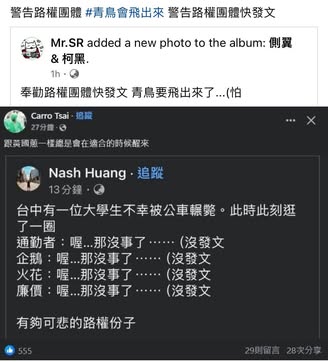 警告路權團體 #青鳥會飛出來 警告路權團體快發文
Mr.SR added a new photo to the album: 側翼
& 柯黑.
1h ·
奉勸路權團體快發文 青鳥要飛出來了...(怕
Carro Tsai · 追蹤
27分鐘 ·
跟英國蔥一樣總是會在適合的時候醒來
Nash Huang · 追蹤
13分鐘 ·
台中有一位大學生不幸被公車輾斃。此時此刻逛
了一圈
通勤者：喔...那沒事了⋯⋯（沒發文
企鵝：喔...那沒事了⋯⋯（沒發文
火花：喔...那沒事了⋯⋯（沒發文
廉價：喔...那沒事了⋯⋯（沒發文
有夠可悲的路權份子
555
29則留言 28次分享